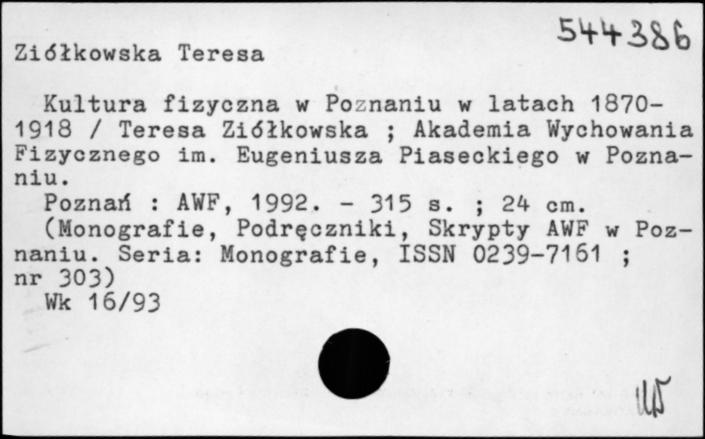 544386
Ziółkowska Teresa
Kultura fizyczna w Poznaniu w latach 1870-
1918 / Teresa Ziółkowska ; Akademia Wychowania
Fizycznego im. Eugeniusza Piaseckiego w Pozna-
niu.
Poznań : AWF, 1992. - 315 s. ; 24 cm.
(Monografie, Podręczniki, Skrypty AWF w Poz-
naniu. Seria: Monografie, ISSN 0239-7161 ;
nr 303)
Wk 16/93